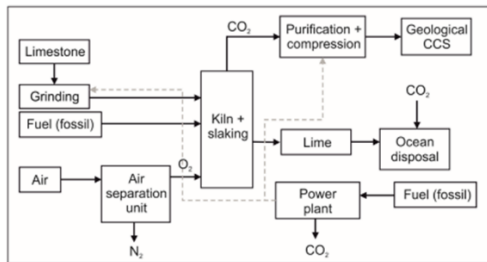 CO₂
Purification +
compression
Geological
CCS
Limestone
Grinding
Fuel (fossil)
Kiln +
slaking
CO₂
Lime
Ocean
disposal
Air
Air
separation
unit
O₂
N₂
Power
plant
Fuel (fossil)
CO₂